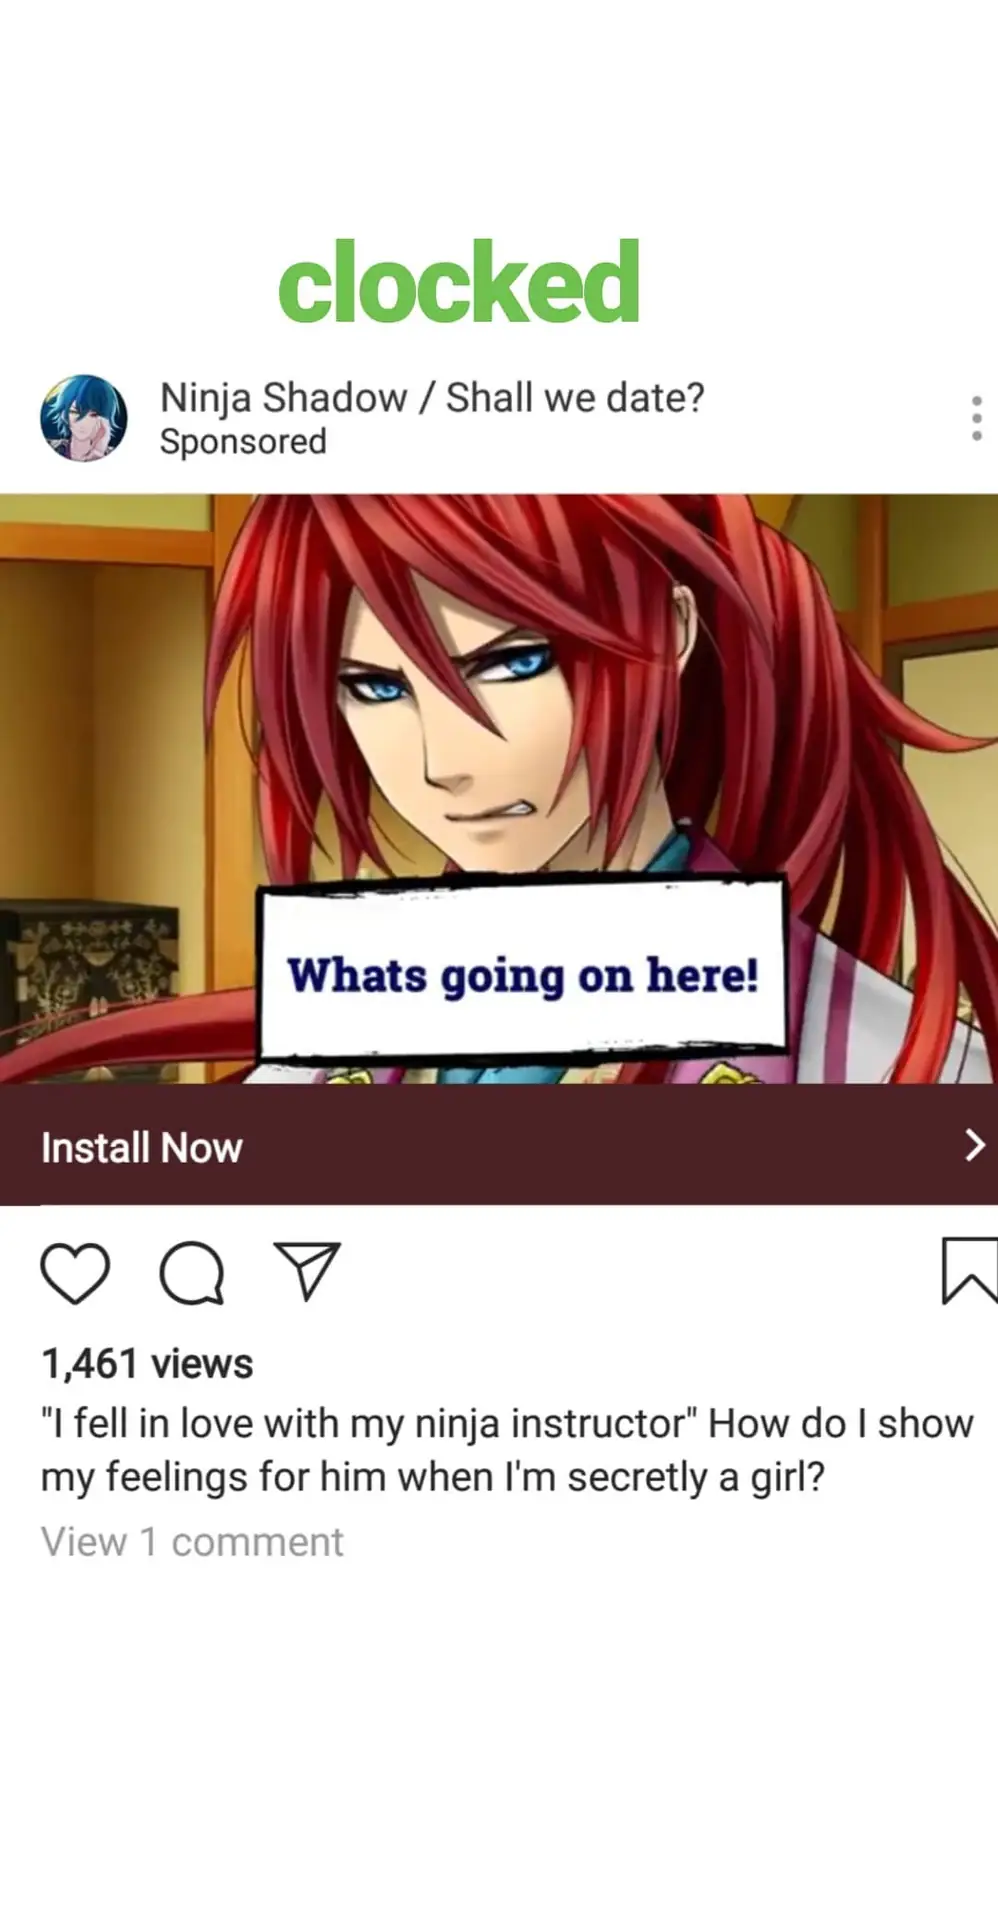 clocked
Ninja Shadow / Shall we date?
Sponsored
Whats going on here!
Install Now
1,461 views
"I fell in love with my ninja instructor" How do I show
my feelings for him when I'm secretly a girl?
View 1 comment